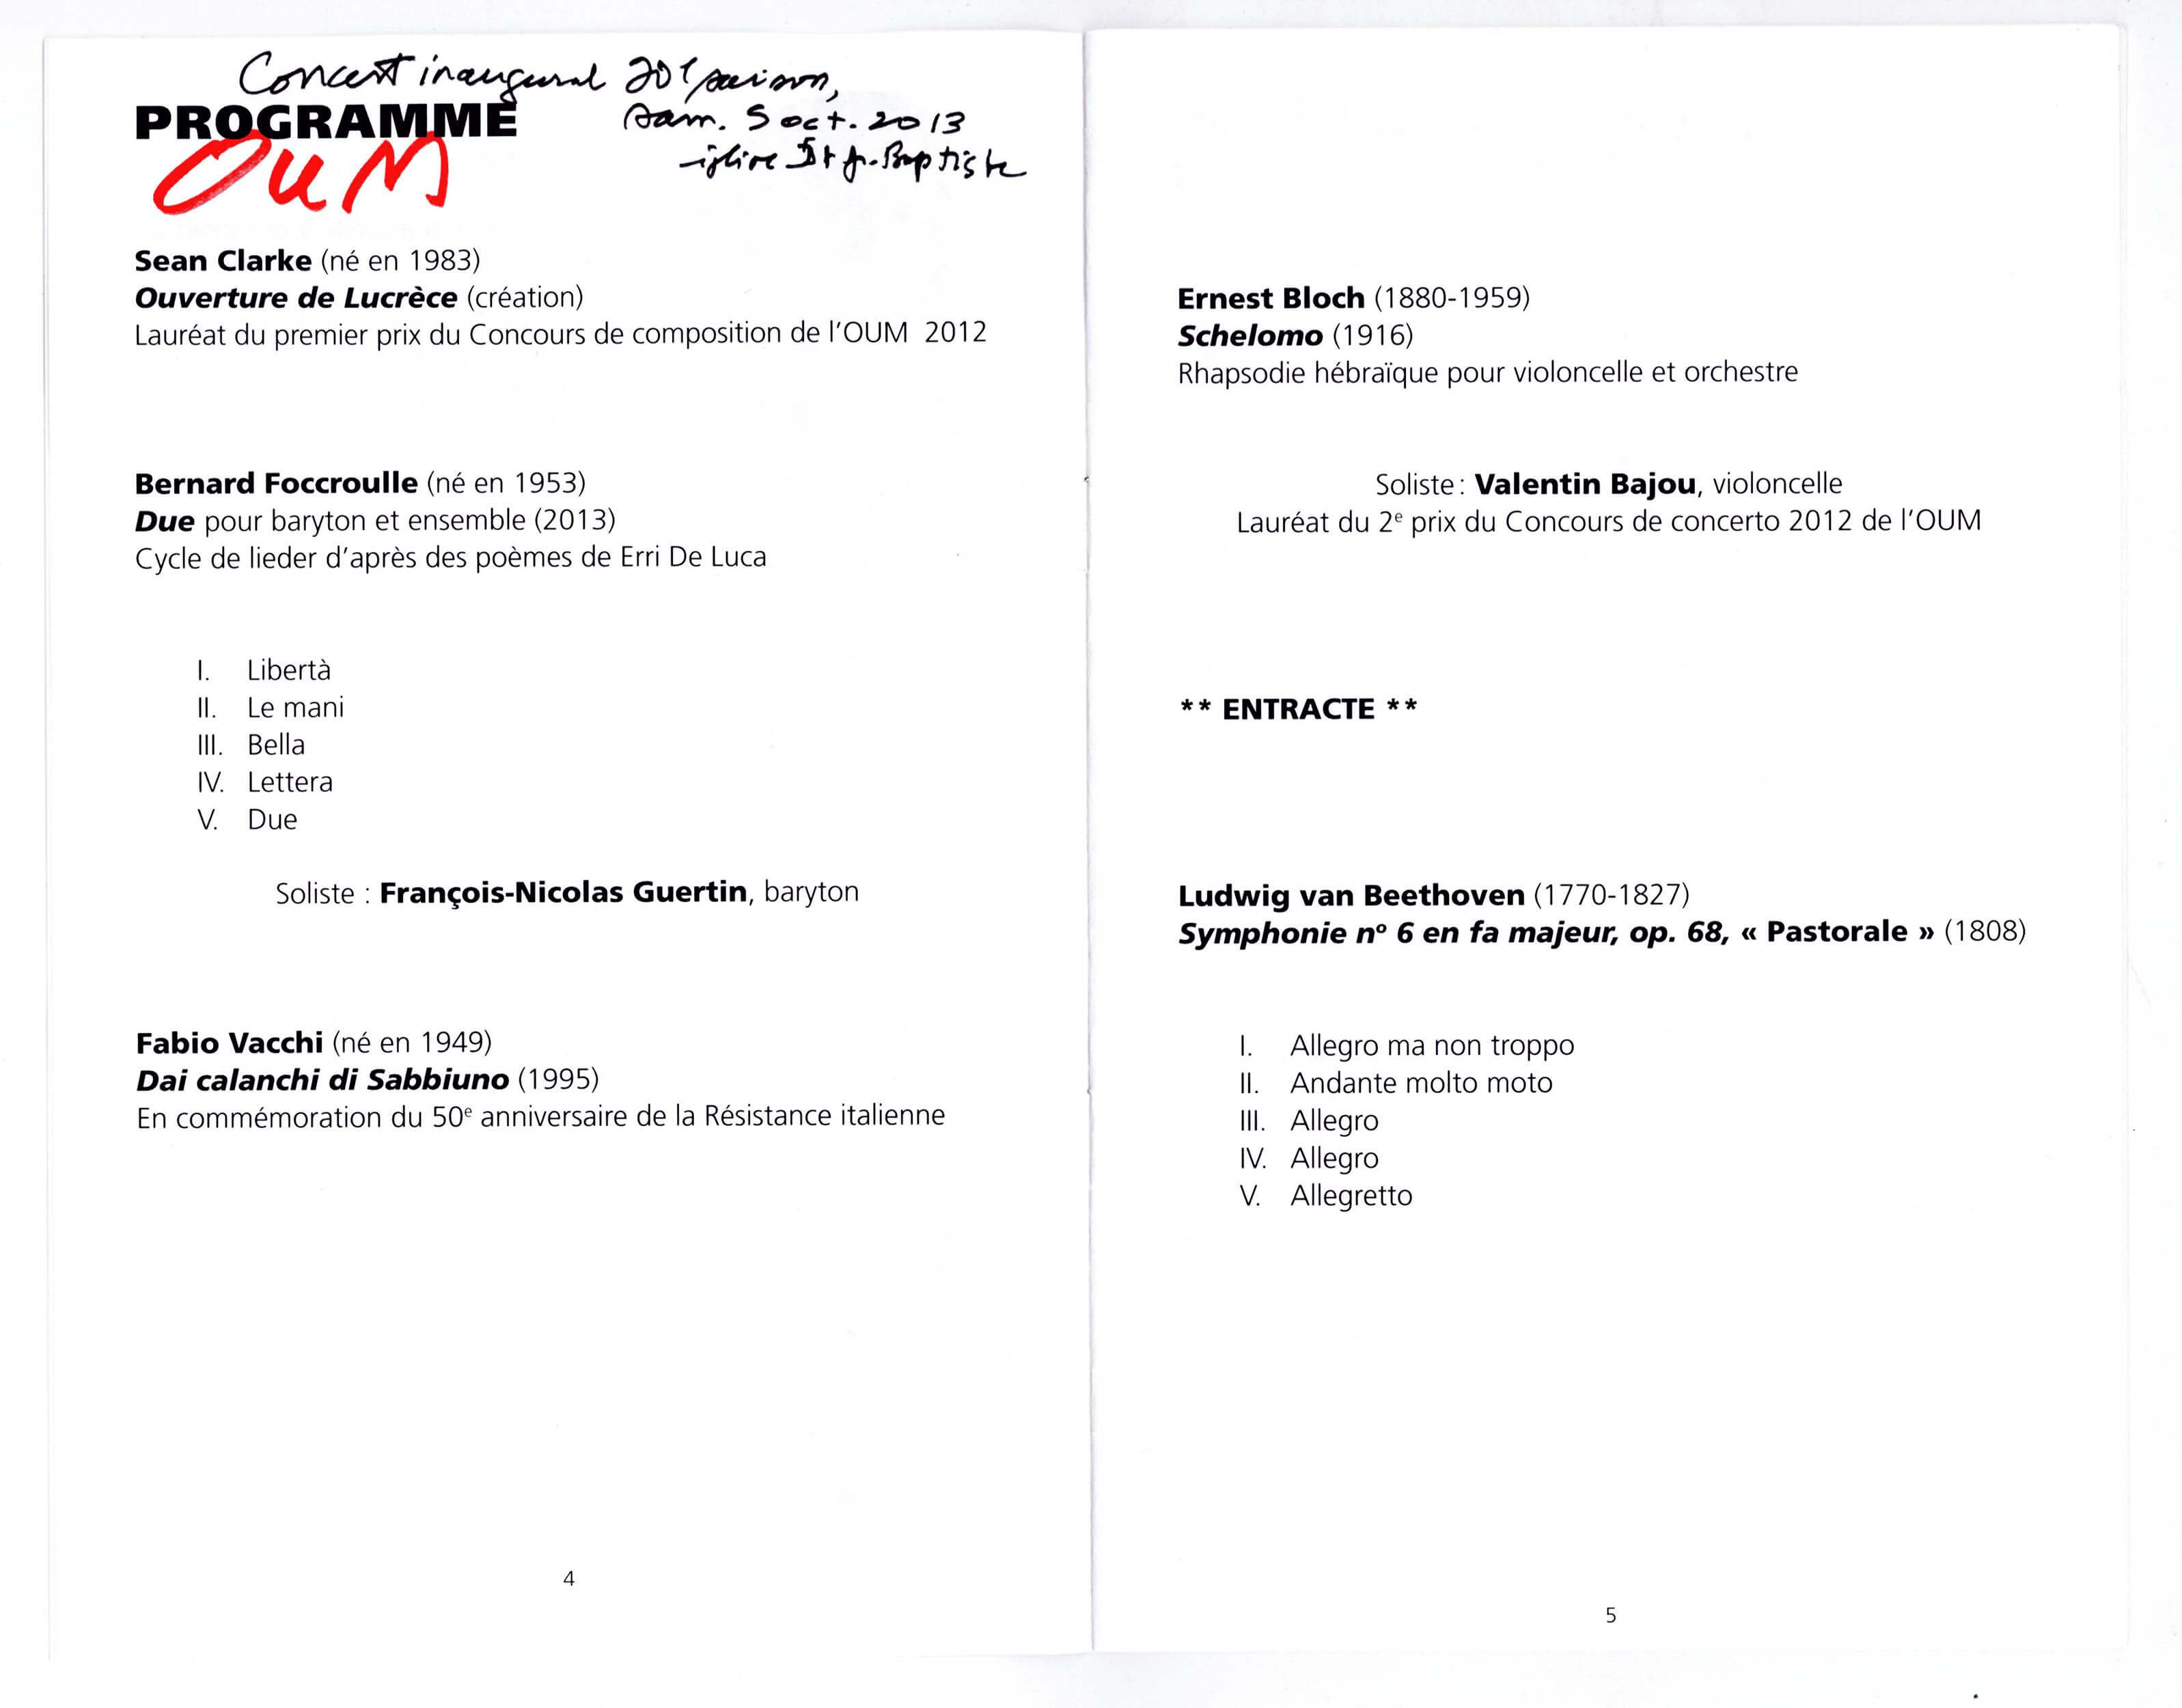 Concert inaugural 20e saison,
PROGRAMME
sam. 5 oct. 2013
église St J.-Baptiste
OUM
Sean Clarke (né en 1983)
Ouverture de Lucrèce (création)
Lauréat du premier prix du Concours de composition de l'OUM 2012
Bernard Foccroulle (né en 1953)
Due pour baryton et ensemble (2013)
Cycle de lieder d'après des poèmes de Erri De Luca
I. Libertà
II. Le mani
III. Bella
IV. Lettera
V. Due
Soliste : François-Nicolas Guertin, baryton
Fabio Vacchi (né en 1949)
Dai calanchi di Sabbiuno (1995)
En commémoration du 50e anniversaire de la Résistance italienne
4
Ernest Bloch (1880-1959)
Schelomo (1916)
Rhapsodie hébraïque pour violoncelle et orchestre
Soliste : Valentin Bajou, violoncelle
Lauréat du 2e prix du Concours de concerto 2012 de l'OUM
** ENTRACTE **
Ludwig van Beethoven (1770-1827)
Symphonie nº 6 en fa majeur, op. 68, « Pastorale » (1808)
I. Allegro ma non troppo
II. Andante molto moto
III. Allegro
IV. Allegro
V. Allegretto
5